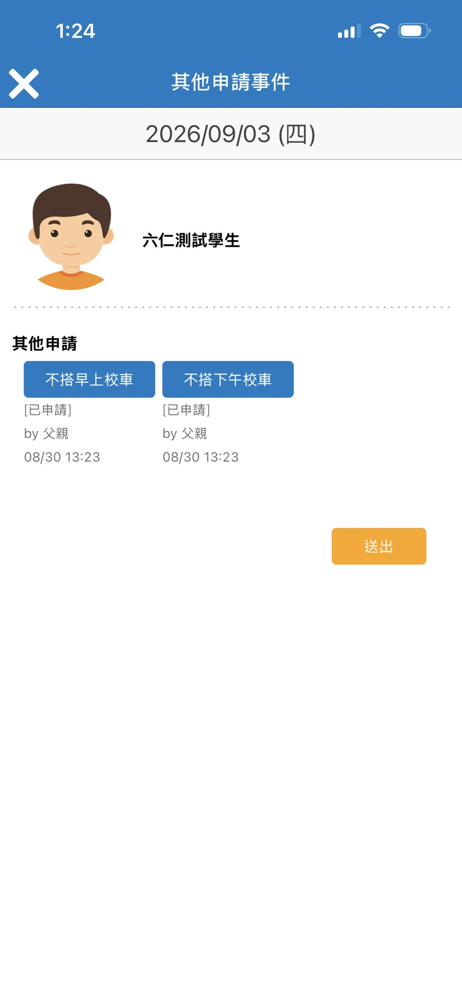 1:24
其他申請事件
2026/09/03 (四)
六仁測試學生
其他申請
不搭早上校車 不搭下午校車
[已申請] [已申請]
by 父親 by 父親
08/30 13:23 08/30 13:23
送出